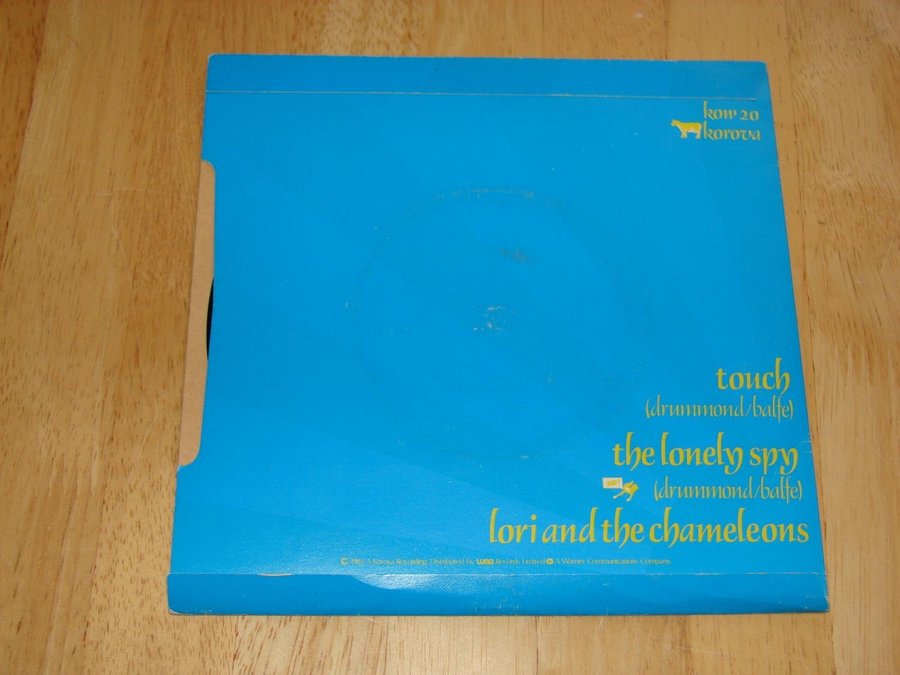 kow 20
korova
touch
(drummond/balfe)
the lonely spy
(drummond/balfe)
lori and the chameleons
1981 Korova Recording. Distributed by wea Records Limited A Warner Communications Company.